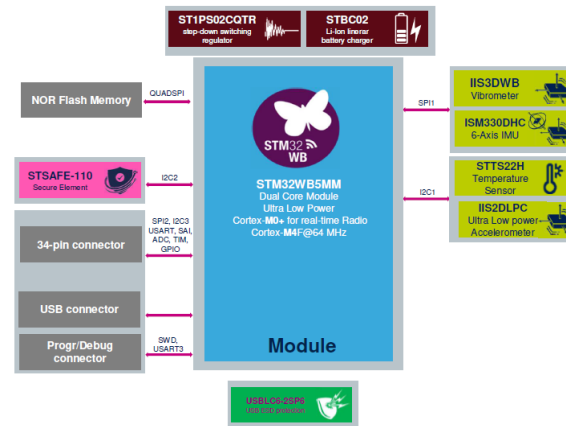 ST1PS02CQTR
step-down switching
regulator
STBC02
Li-Ion linerar
battery charger
NOR Flash Memory
QUADSPI
STSAFE-110
Secure Element
I2C2
34-pin connector
SPI2, I2C3
USART, SAI,
ADC, TIM,
GPIO
USB connector
Progr/Debug
connector
SWD,
USART3
STM32
WB
STM32WB5MM
Dual Core Module
Ultra Low Power
Cortex-M0+ for real-time Radio
Cortex-M4F@64 MHz
Module
SPI1
IIS3DWB
Vibrometer
ISM330DHC
6-Axis IMU
I2C1
STTS22H
Temperature
Sensor
IIS2DLPC
Ultra Low power
Accelerometer
USBLC6-2SP6
USB ESD protection